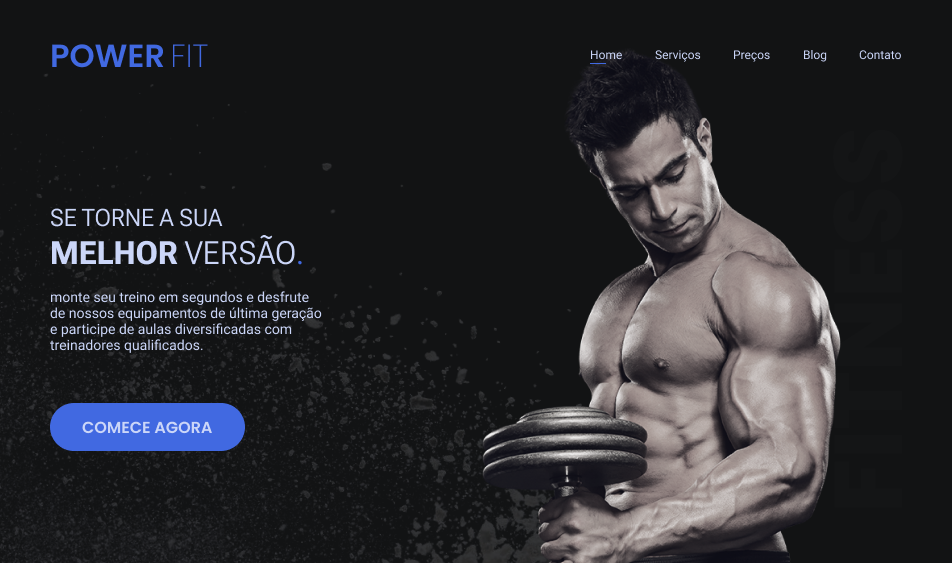 POWER FIT
Home Serviços Preços Blog Contato
SE TORNE A SUA
MELHOR VERSÃO.
monte seu treino em segundos e desfrute
de nossos equipamentos de última geração
e participe de aulas diversificadas com
treinadores qualificados.
COMECE AGORA
FITNESS